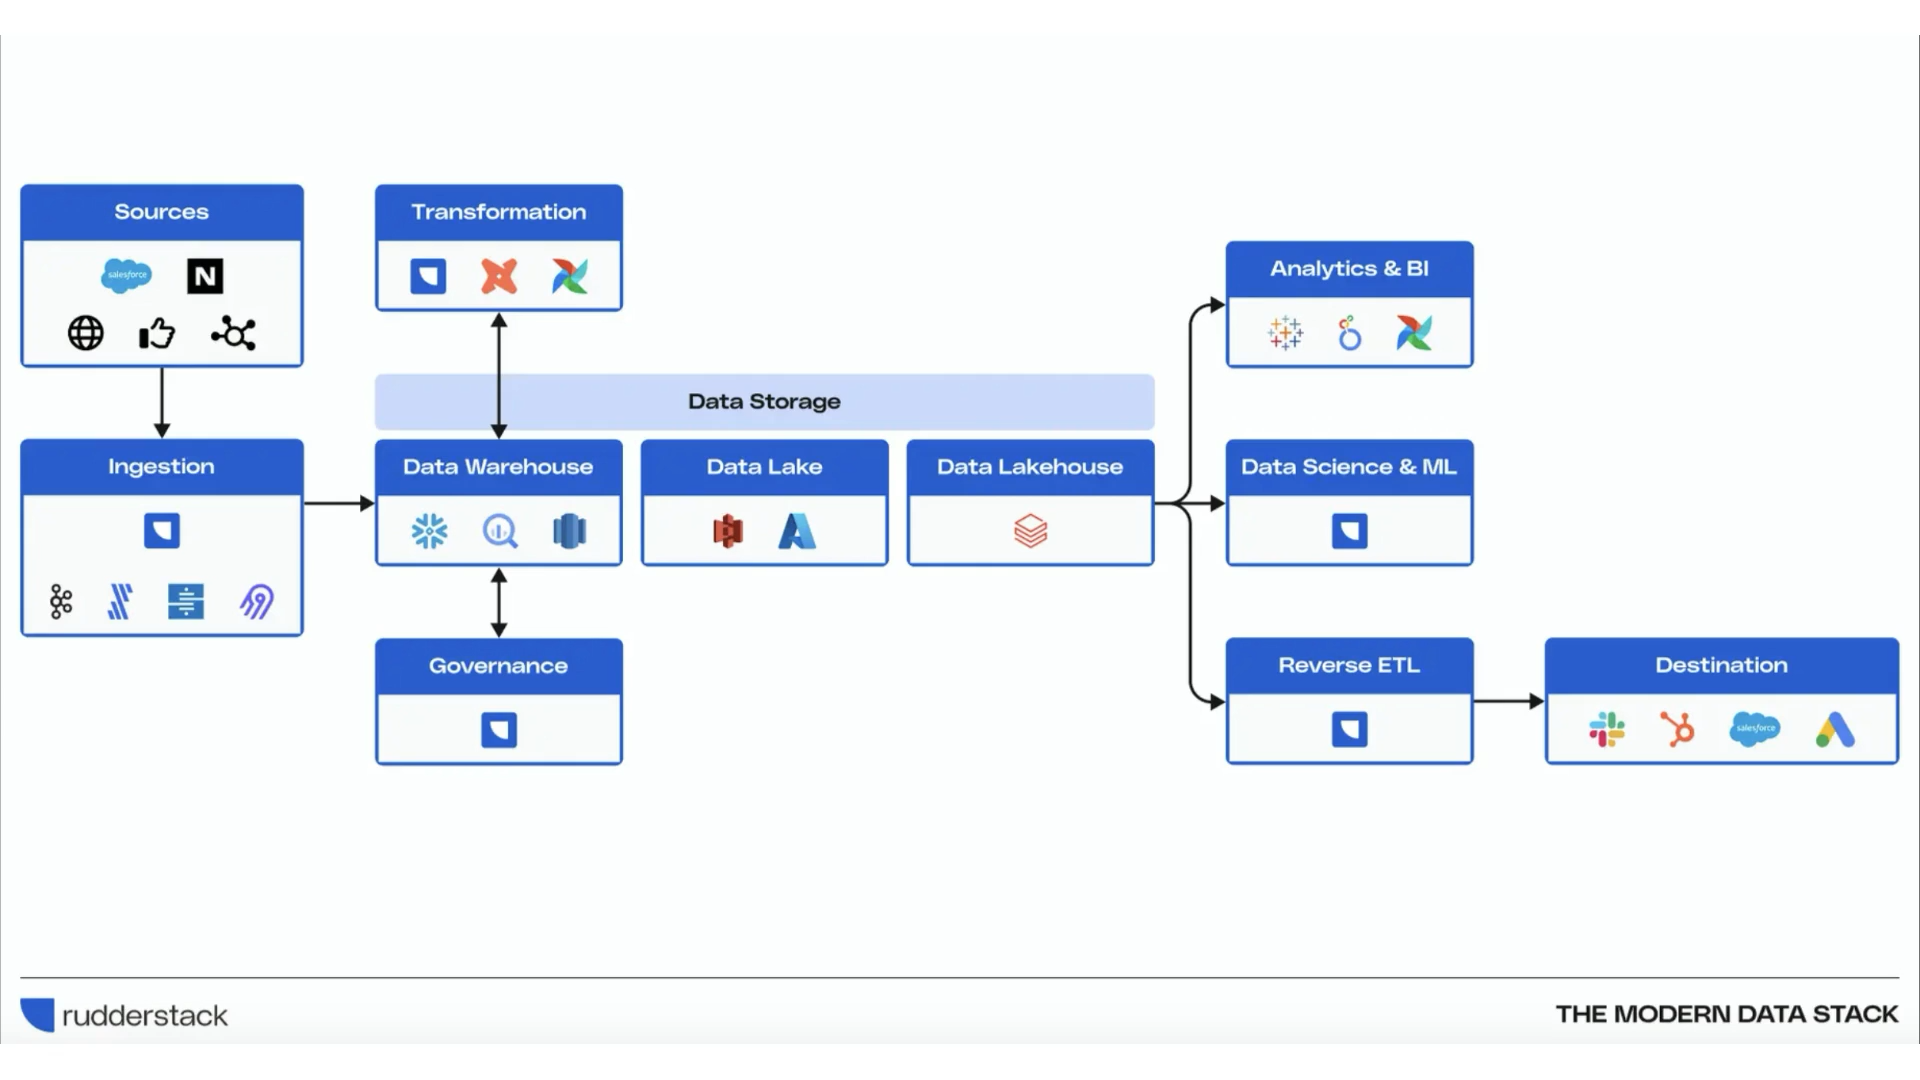 Sources
salesforce
N
Transformation
Analytics & BI
Data Storage
Ingestion
Data Warehouse
Data Lake
Data Lakehouse
Data Science & ML
Governance
Reverse ETL
Destination
salesforce
rudderstack
THE MODERN DATA STACK